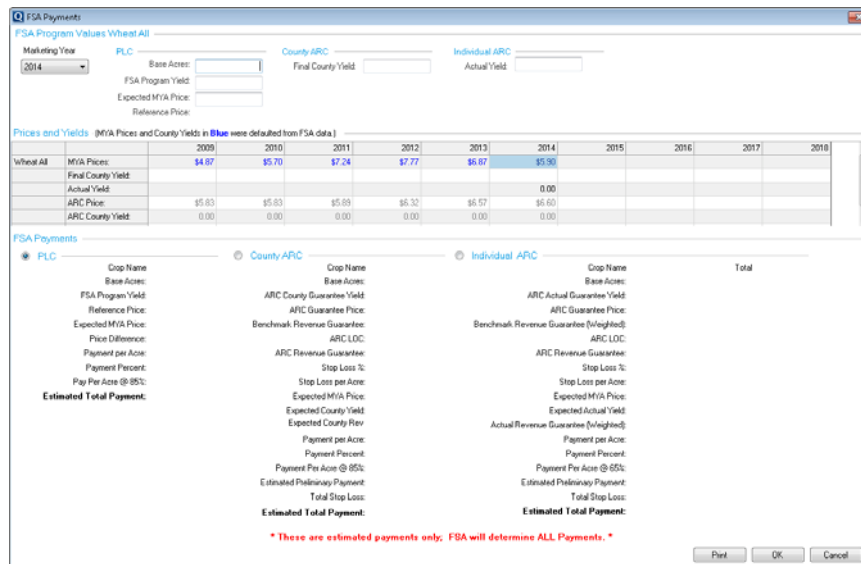 FSA Payments
FSA Program Values Wheat All
Marketing Year
2014
PLC
Base Acres:
FSA Program Yield:
Expected MYA Price:
Reference Price:
County ARC
Final County Yield:
Individual ARC
Actual Yield:
Prices and Yields (MYA Prices and County Yields in Blue were defaulted from FSA data.)
2009 2010 2011 2012 2013 2014 2015 2016 2017 2018
Wheat All MYA Prices: $4.87 $5.70 $7.24 $7.77 $6.87 $5.90
Final County Yield:
Actual Yield: 0.00
ARC Price: $5.83 $5.83 $5.89 $6.32 $6.57 $6.60
ARC County Yield: 0.00 0.00 0.00 0.00 0.00 0.00
FSA Payments
PLC
Crop Name
Base Acres:
FSA Program Yield:
Reference Price:
Expected MYA Price:
Price Difference:
Payment per Acre:
Payment Percent:
Pay Per Acre @ 85%:
Estimated Total Payment:
County ARC
Crop Name
Base Acres:
ARC County Guarantee Yield:
ARC Guarantee Price:
Benchmark Revenue Guarantee:
ARC LOC:
ARC Revenue Guarantee:
Stop Loss %:
Stop Loss per Acre:
Expected MYA Price:
Expected County Yield:
Expected County Rev
Payment per Acre:
Payment Percent:
Payment Per Acre @ 85%:
Estimated Preliminary Payment:
Total Stop Loss:
Estimated Total Payment:
Individual ARC
Crop Name Total
Base Acres:
ARC Actual Guarantee Yield:
ARC Guarantee Price:
Benchmark Revenue Guarantee (Weighted):
ARC LOC:
ARC Revenue Guarantee:
Stop Loss %:
Stop Loss per Acre:
Expected MYA Price:
Expected Actual Yield:
Actual Revenue Guarantee (Weighted):
Payment per Acre:
Payment Percent:
Payment Per Acre @ 65%:
Estimated Preliminary Payment:
Total Stop Loss:
Estimated Total Payment:
* These are estimated payments only; FSA will determine ALL Payments. *
Print OK Cancel